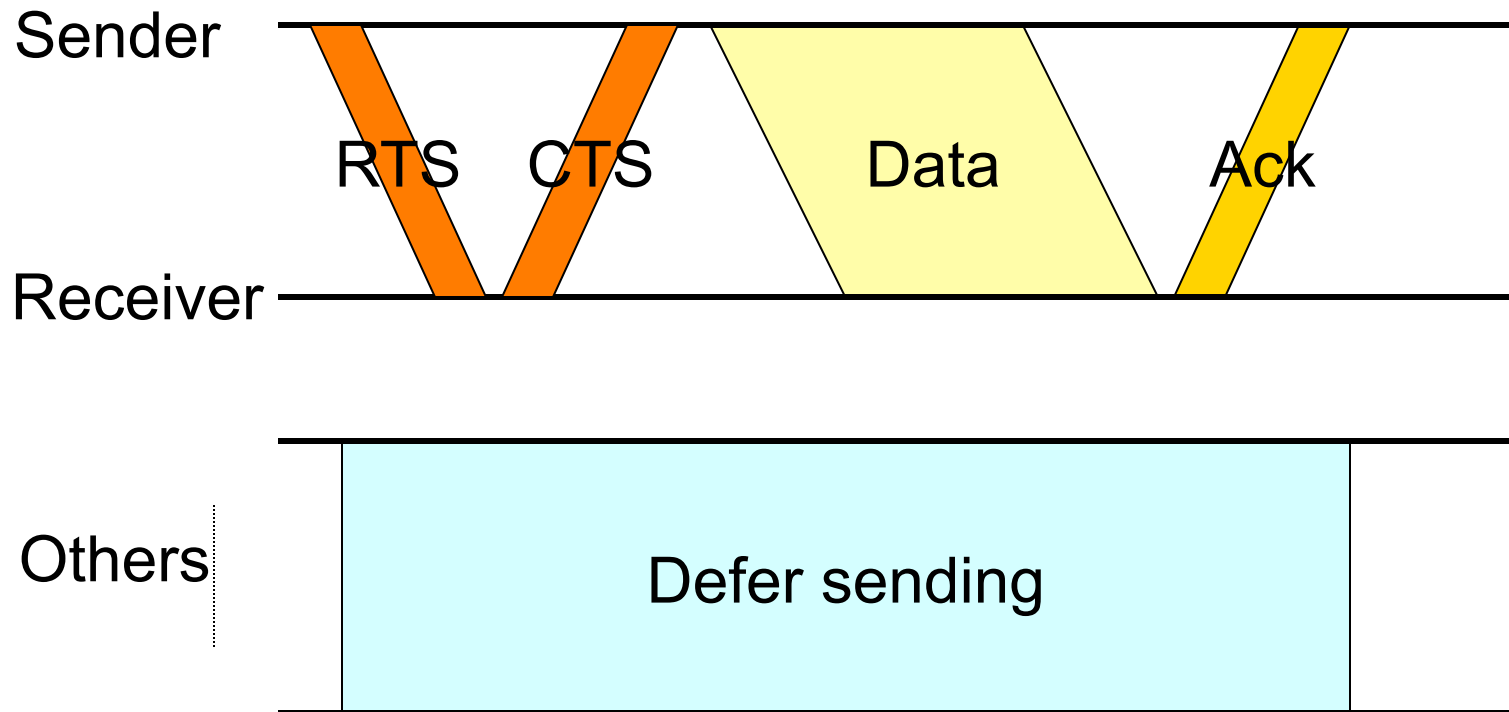 Sender
RTS CTS Data Ack
Receiver
Others
Defer sending